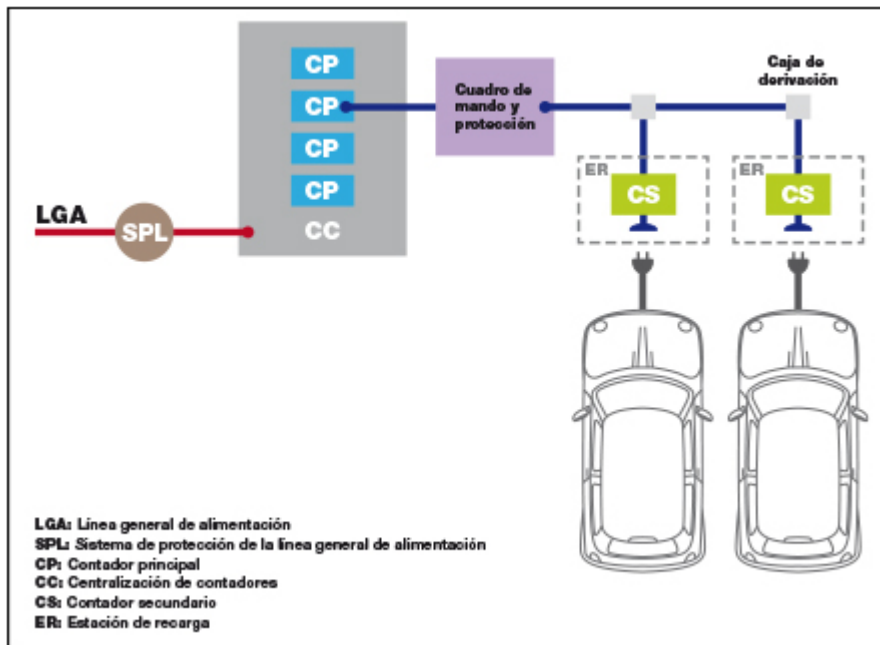 CP
CP
CP
CP
CC
LGA
SPL
Cuadro de
mando y
protección
Caja de
derivación
ER
CS
ER
CS
LGA: Línea general de alimentación
SPL: Sistema de protección de la línea general de alimentación
CP: Contador principal
CC: Centralización de contadores
CS: Contador secundario
ER: Estación de recarga